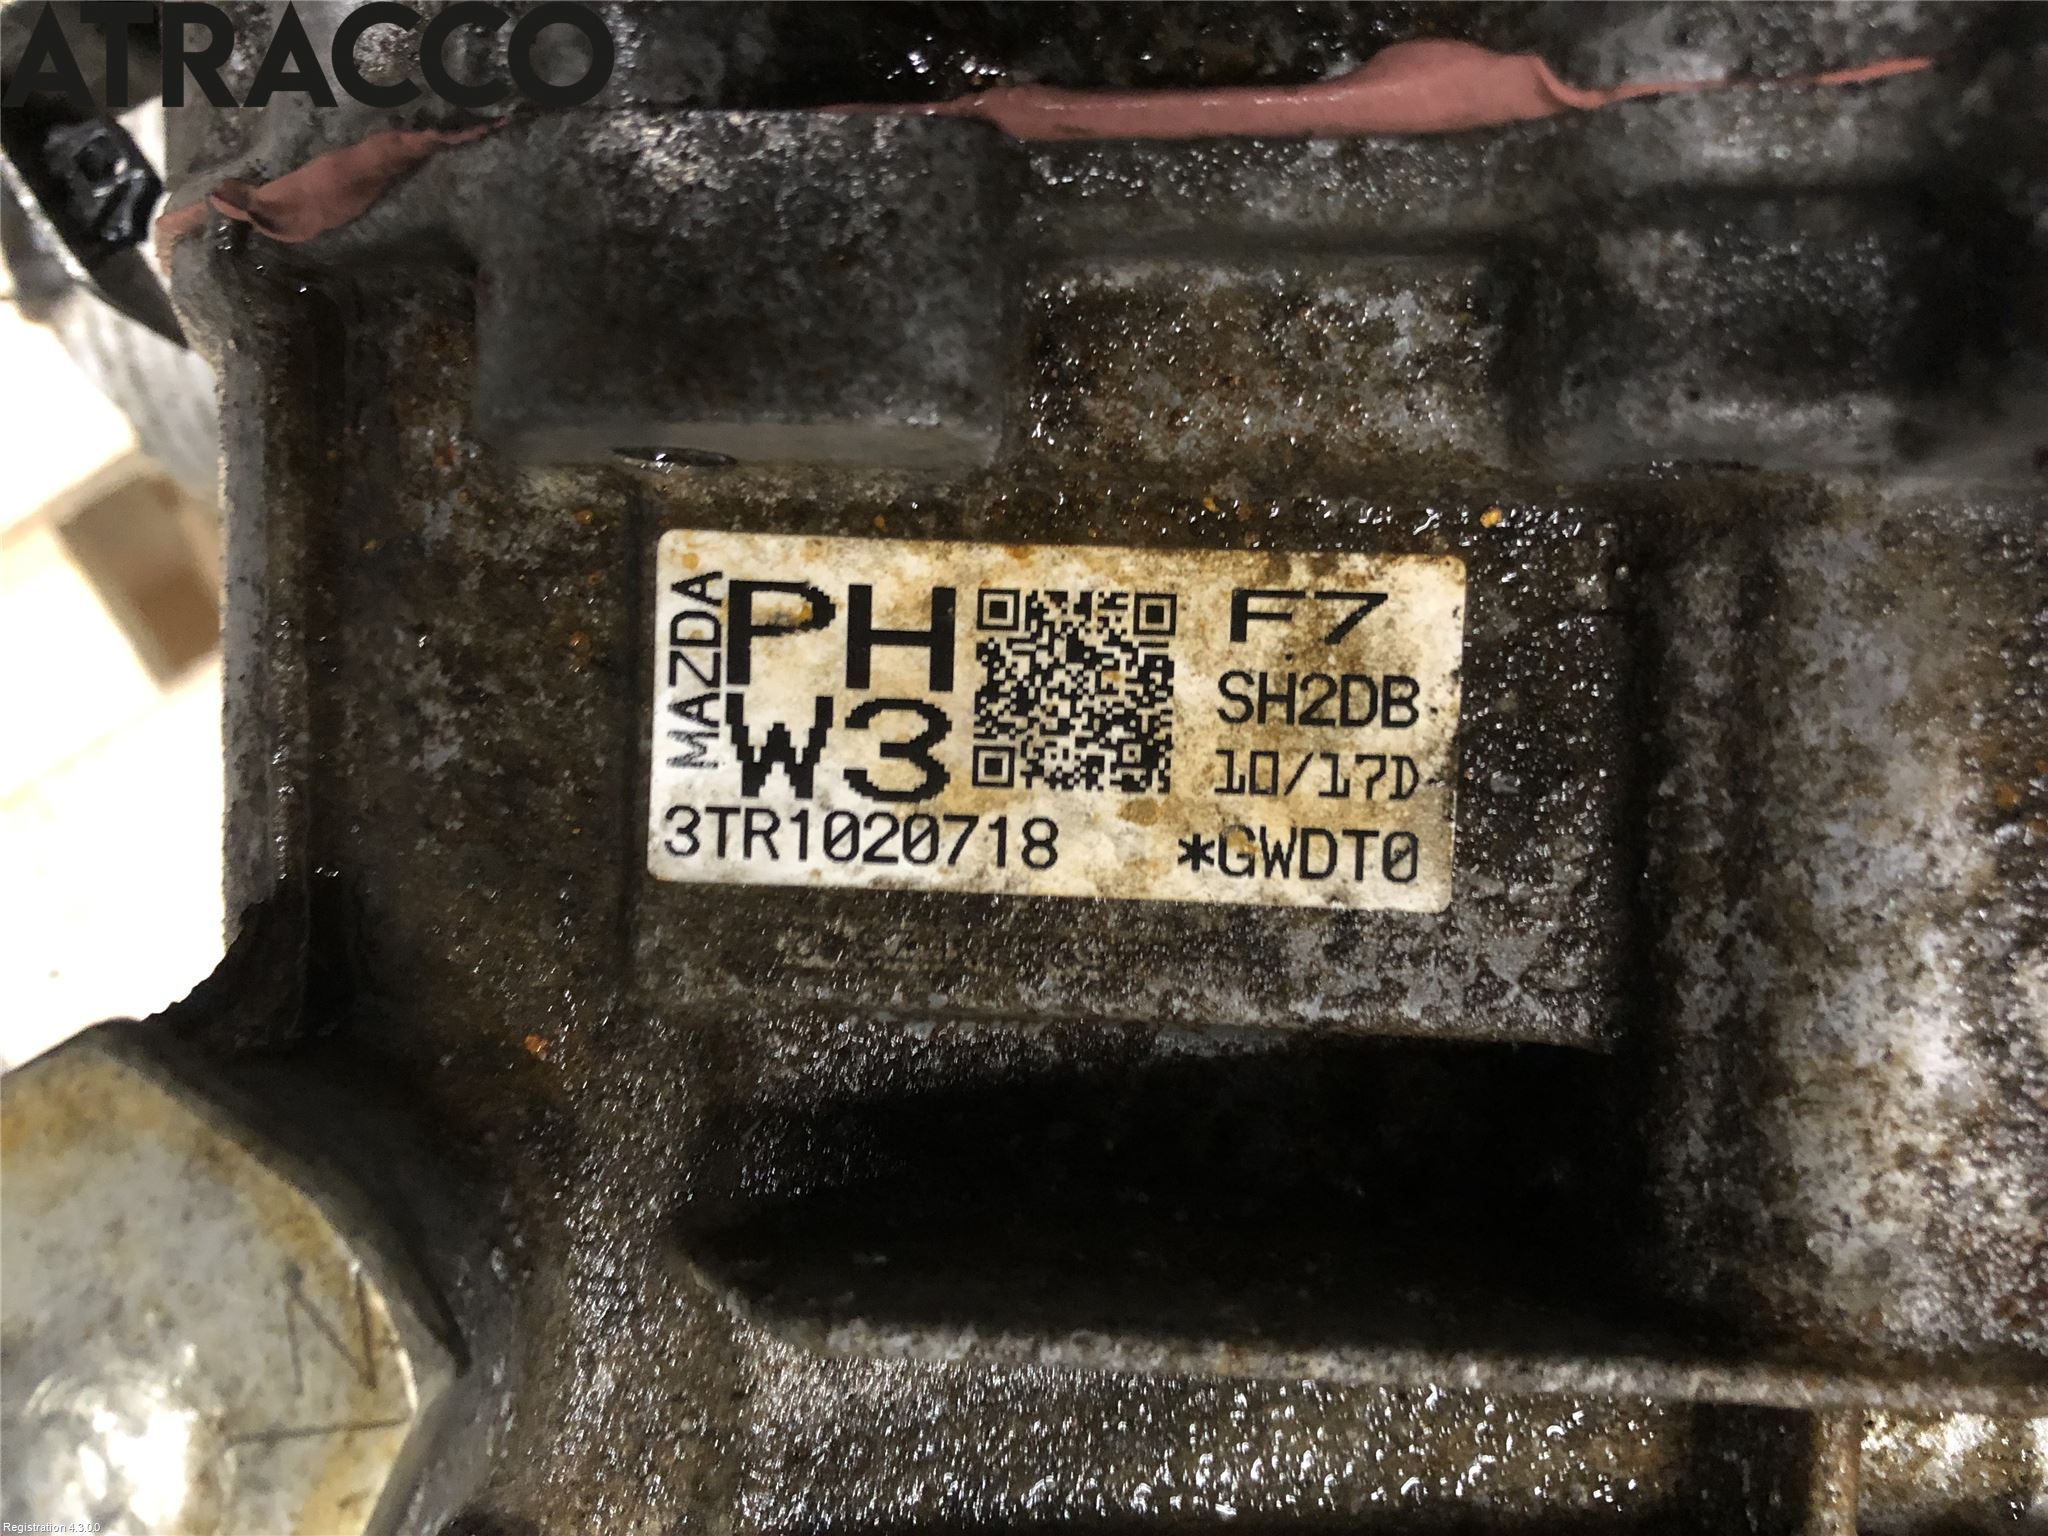 ATRACCO
MAZDA
PH
W3
F7
SH2DB
10/17D
3TR1020718 *GWDT0
N
Registration 4.3.0.0